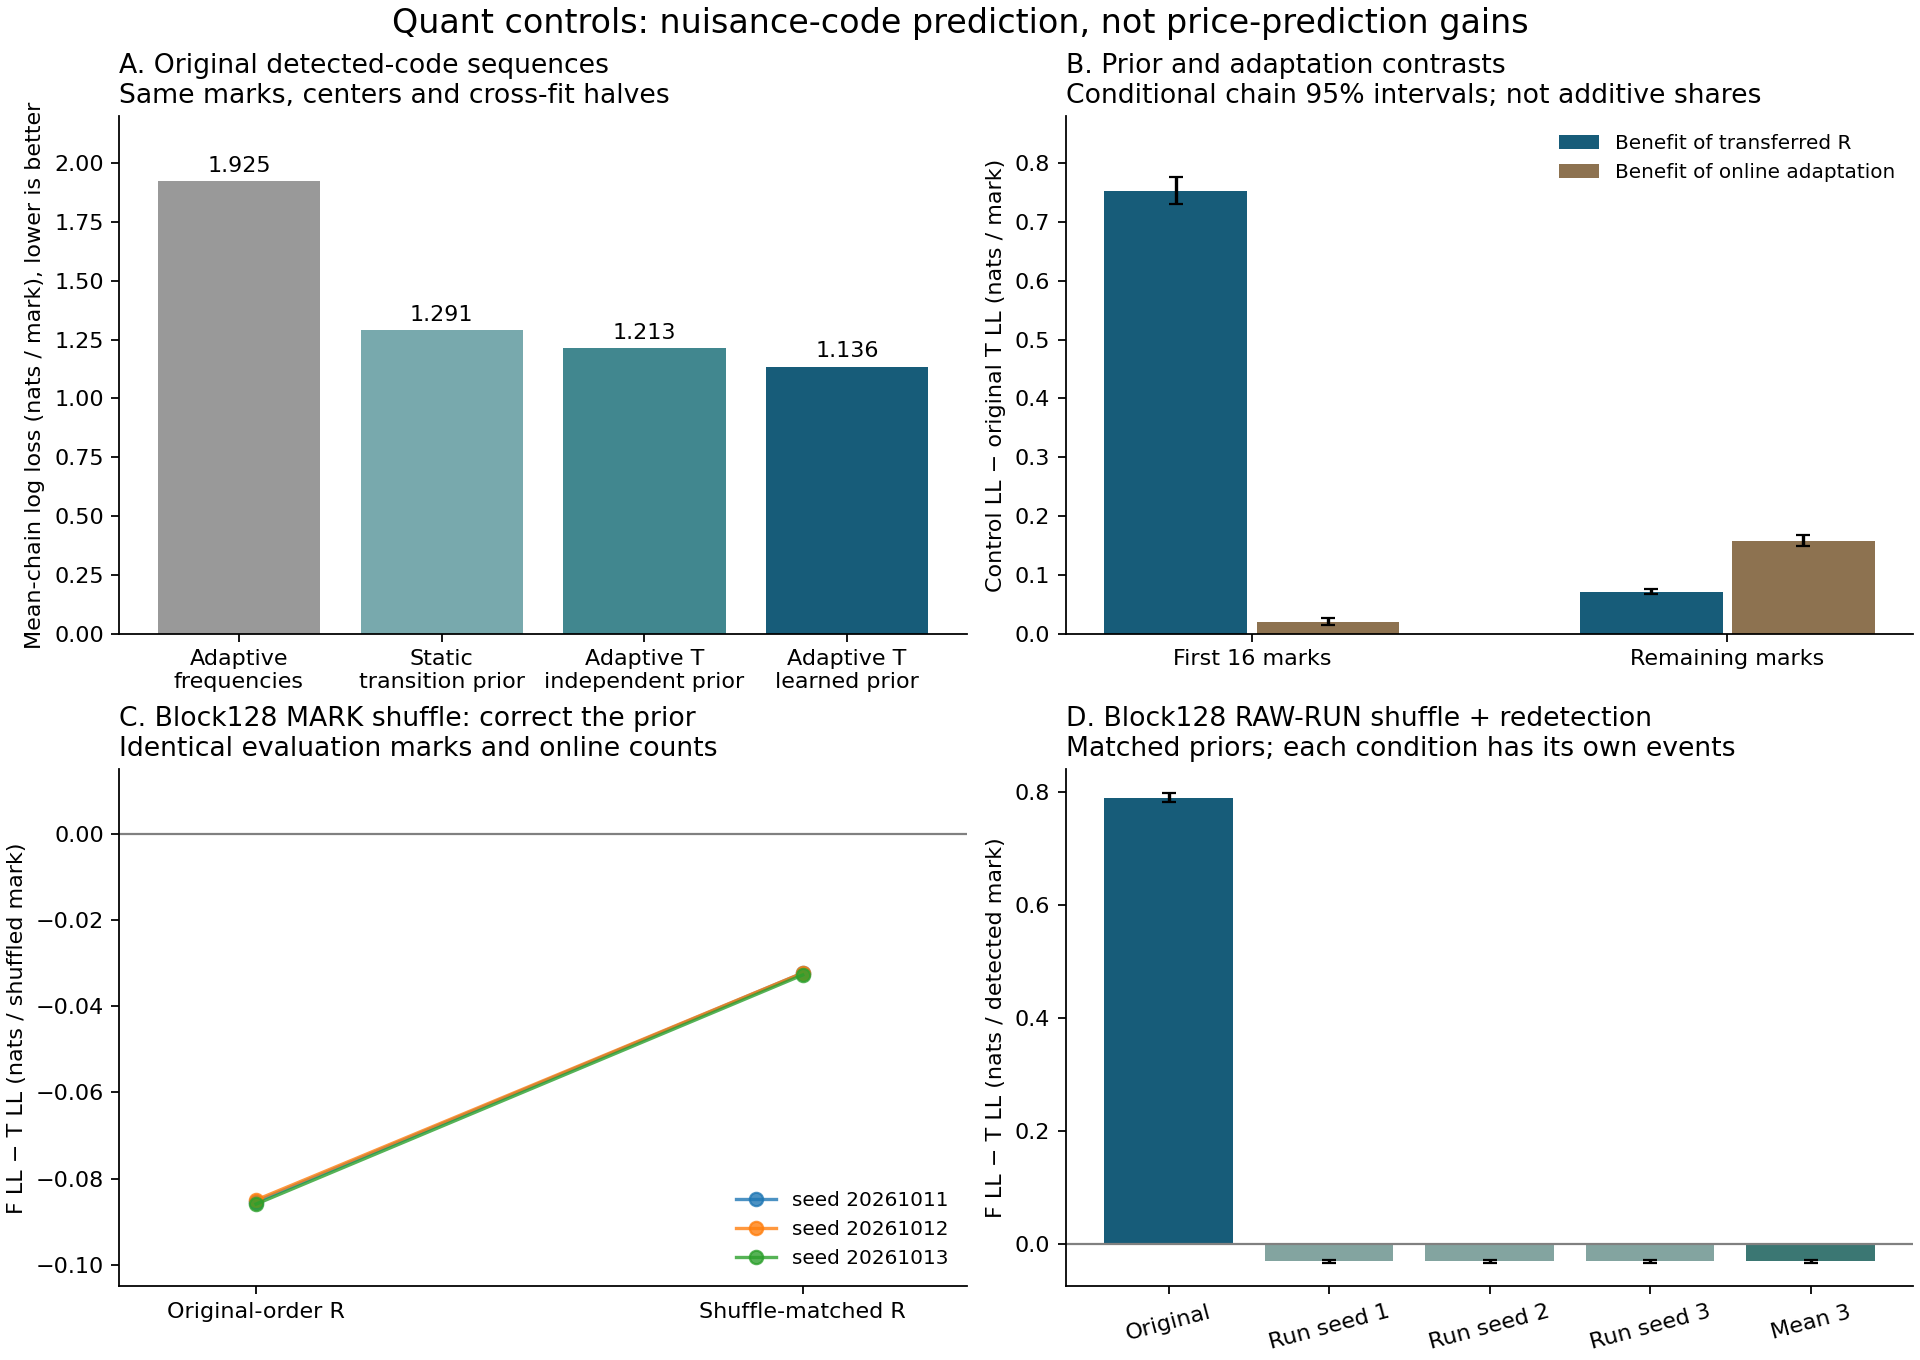 Quant controls: nuisance-code prediction, not price-prediction gains
A. Original detected-code sequences
Same marks, centers and cross-fit halves
Mean-chain log loss (nats / mark), lower is better
2.00
1.75
1.50
1.25
1.00
0.75
0.50
0.25
0.00
1.925
1.291
1.213
1.136
Adaptive
frequencies
Static
transition prior
Adaptive T
independent prior
Adaptive T
learned prior
B. Prior and adaptation contrasts
Conditional chain 95% intervals; not additive shares
Control LL − original T LL (nats / mark)
0.8
0.7
0.6
0.5
0.4
0.3
0.2
0.1
0.0
Benefit of transferred R
Benefit of online adaptation
First 16 marks
Remaining marks
C. Block128 MARK shuffle: correct the prior
Identical evaluation marks and online counts
F LL − T LL (nats / shuffled mark)
0.00
−0.02
−0.04
−0.06
−0.08
−0.10
seed 20261011
seed 20261012
seed 20261013
Original-order R
Shuffle-matched R
D. Block128 RAW-RUN shuffle + redetection
Matched priors; each condition has its own events
F LL − T LL (nats / detected mark)
0.8
0.6
0.4
0.2
0.0
Original
Run seed 1
Run seed 2
Run seed 3
Mean 3